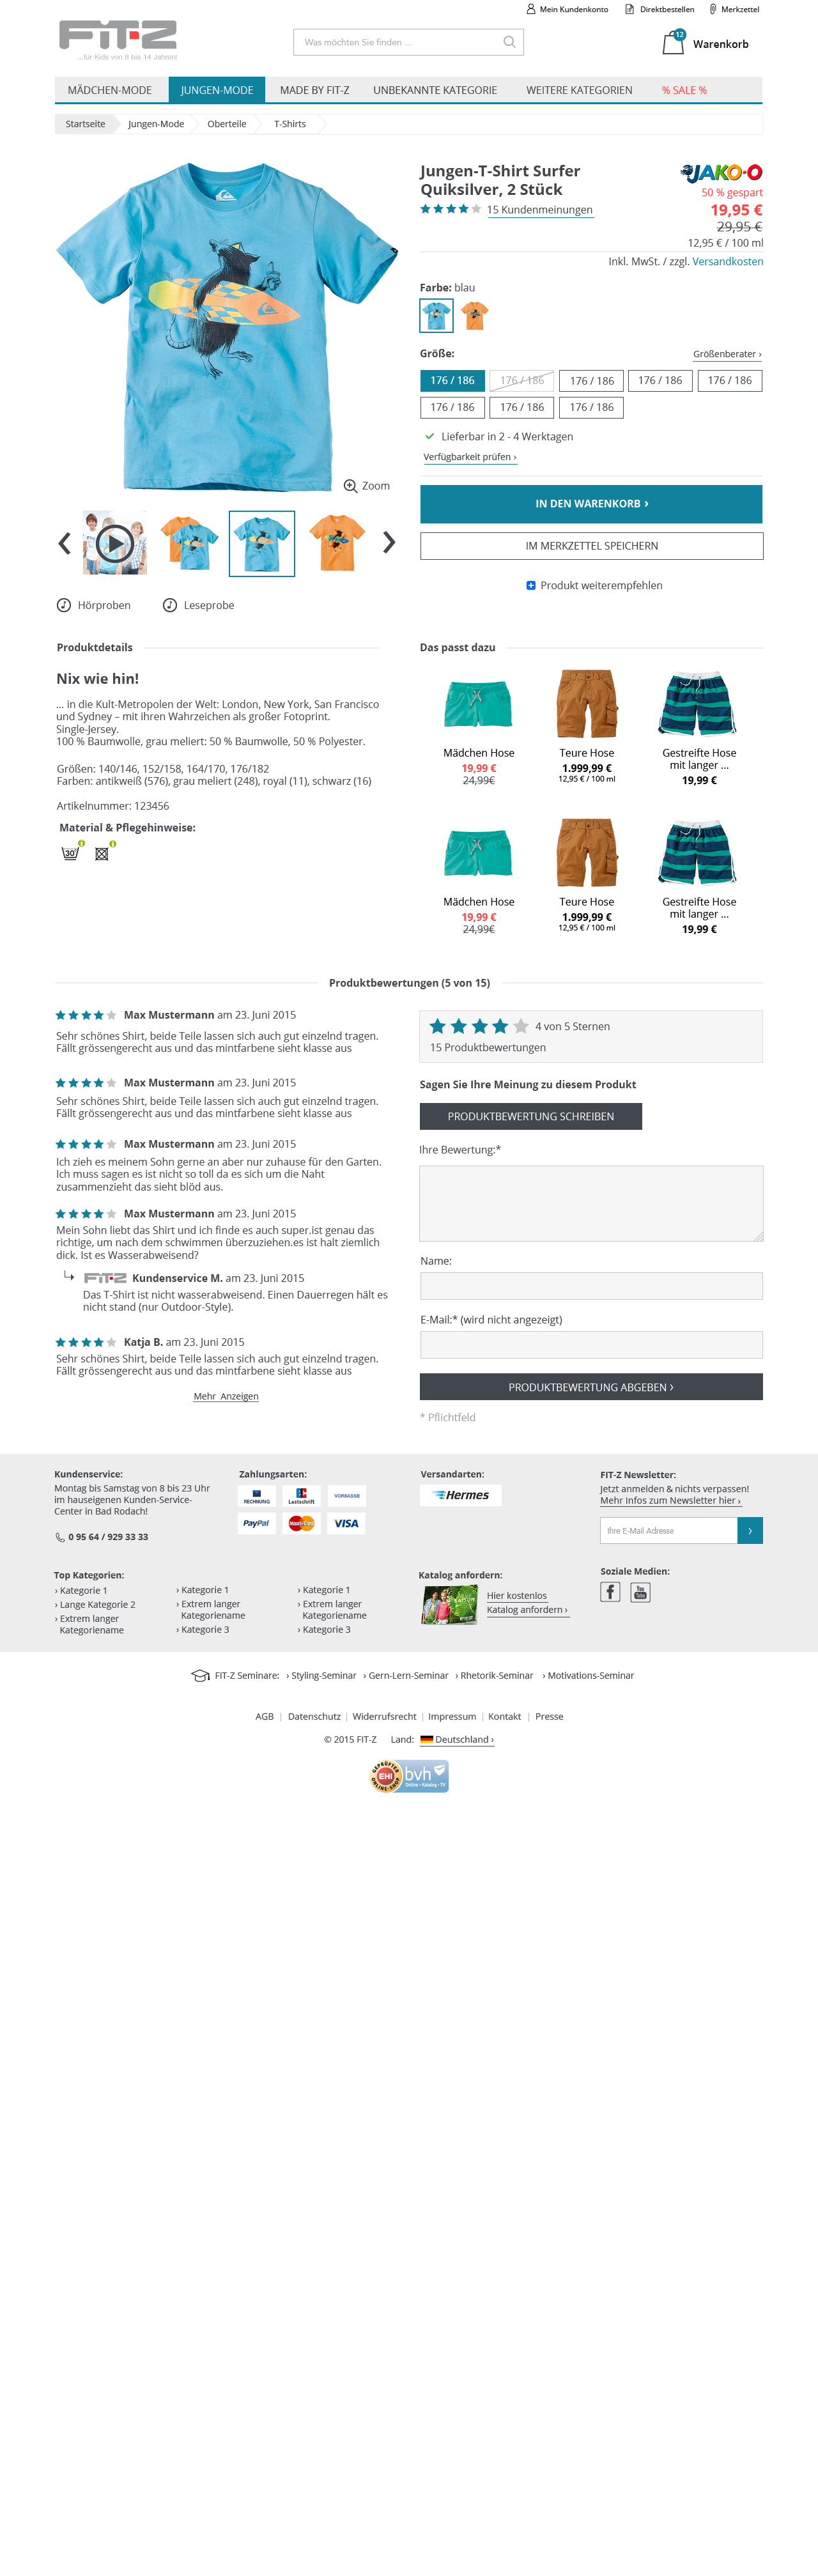 Mein Kundenkonto
Direktbestellen
Merkzettel
FIT-Z
...für Kids von 8 bis 14 Jahren!
Was möchten Sie finden ...
12
Warenkorb
MÄDCHEN-MODE
JUNGEN-MODE
MADE BY FIT-Z
UNBEKANNTE KATEGORIE
WEITERE KATEGORIEN
% SALE %
Startseite
Jungen-Mode
Oberteile
T-Shirts
Jungen-T-Shirt Surfer
Quiksilver, 2 Stück
15 Kundenmeinungen
JAKO-O
50 % gespart
19,95 €
29,95 €
12,95 € / 100 ml
Inkl. MwSt. / zzgl. Versandkosten
Farbe: blau
Größe:
Größenberater ›
176 / 186
176 / 186
176 / 186
176 / 186
176 / 186
176 / 186
176 / 186
176 / 186
Lieferbar in 2 - 4 Werktagen
Verfügbarkeit prüfen ›
IN DEN WARENKORB ›
IM MERKZETTEL SPEICHERN
Produkt weiterempfehlen
Zoom
Hörproben
Leseprobe
Produktdetails
Nix wie hin!
... in die Kult-Metropolen der Welt: London, New York, San Francisco
und Sydney – mit ihren Wahrzeichen als großer Fotoprint.
Single-Jersey.
100 % Baumwolle, grau meliert: 50 % Baumwolle, 50 % Polyester.
Größen: 140/146, 152/158, 164/170, 176/182
Farben: antikweiß (576), grau meliert (248), royal (11), schwarz (16)
Artikelnummer: 123456
Material & Pflegehinweise:
30°
Das passt dazu
Mädchen Hose
19,99 €
24,99€
Teure Hose
1.999,99 €
12,95 € / 100 ml
Gestreifte Hose
mit langer ...
19,99 €
Mädchen Hose
19,99 €
24,99€
Teure Hose
1.999,99 €
12,95 € / 100 ml
Gestreifte Hose
mit langer ...
19,99 €
Produktbewertungen (5 von 15)
Max Mustermann am 23. Juni 2015
Sehr schönes Shirt, beide Teile lassen sich auch gut einzelnd tragen.
Fällt grössengerecht aus und das mintfarbene sieht klasse aus
Max Mustermann am 23. Juni 2015
Sehr schönes Shirt, beide Teile lassen sich auch gut einzelnd tragen.
Fällt grössengerecht aus und das mintfarbene sieht klasse aus
Max Mustermann am 23. Juni 2015
Ich zieh es meinem Sohn gerne an aber nur zuhause für den Garten.
Ich muss sagen es ist nicht so toll da es sich um die Naht
zusammenzieht das sieht blöd aus.
Max Mustermann am 23. Juni 2015
Mein Sohn liebt das Shirt und ich finde es auch super.ist genau das
richtige, um nach dem schwimmen überzuziehen.es ist halt ziemlich
dick. Ist es Wasserabweisend?
FIT-Z Kundenservice M. am 23. Juni 2015
Das T-Shirt ist nicht wasserabweisend. Einen Dauerregen hält es
nicht stand (nur Outdoor-Style).
Katja B. am 23. Juni 2015
Sehr schönes Shirt, beide Teile lassen sich auch gut einzelnd tragen.
Fällt grössengerecht aus und das mintfarbene sieht klasse aus
Mehr Anzeigen
4 von 5 Sternen
15 Produktbewertungen
Sagen Sie Ihre Meinung zu diesem Produkt
PRODUKTBEWERTUNG SCHREIBEN
Ihre Bewertung:*
Name:
E-Mail:* (wird nicht angezeigt)
PRODUKTBEWERTUNG ABGEBEN ›
* Pflichtfeld
Kundenservice:
Montag bis Samstag von 8 bis 23 Uhr
im hauseigenen Kunden-Service-
Center in Bad Rodach!
0 95 64 / 929 33 33
Zahlungsarten:
RECHNUNG
Lastschrift
VORKASSE
PayPal
MasterCard
VISA
Versandarten:
Hermes
FIT-Z Newsletter:
Jetzt anmelden & nichts verpassen!
Mehr Infos zum Newsletter hier ›
Ihre E-Mail Adresse
›
Top Kategorien:
› Kategorie 1
› Lange Kategorie 2
› Extrem langer
Kategoriename
› Kategorie 1
› Extrem langer
Kategoriename
› Kategorie 3
› Kategorie 1
› Extrem langer
Kategoriename
› Kategorie 3
Katalog anfordern:
Hier kostenlos
Katalog anfordern ›
Soziale Medien:
f
You
Tube
FIT-Z Seminare:
› Styling-Seminar
› Gern-Lern-Seminar
› Rhetorik-Seminar
› Motivations-Seminar
AGB | Datenschutz | Widerrufsrecht | Impressum | Kontakt | Presse
© 2015 FIT-Z
Land:
Deutschland ›
GEPRÜFTER
EHI
ONLINE-SHOP
bvh
Online • Katalog • TV